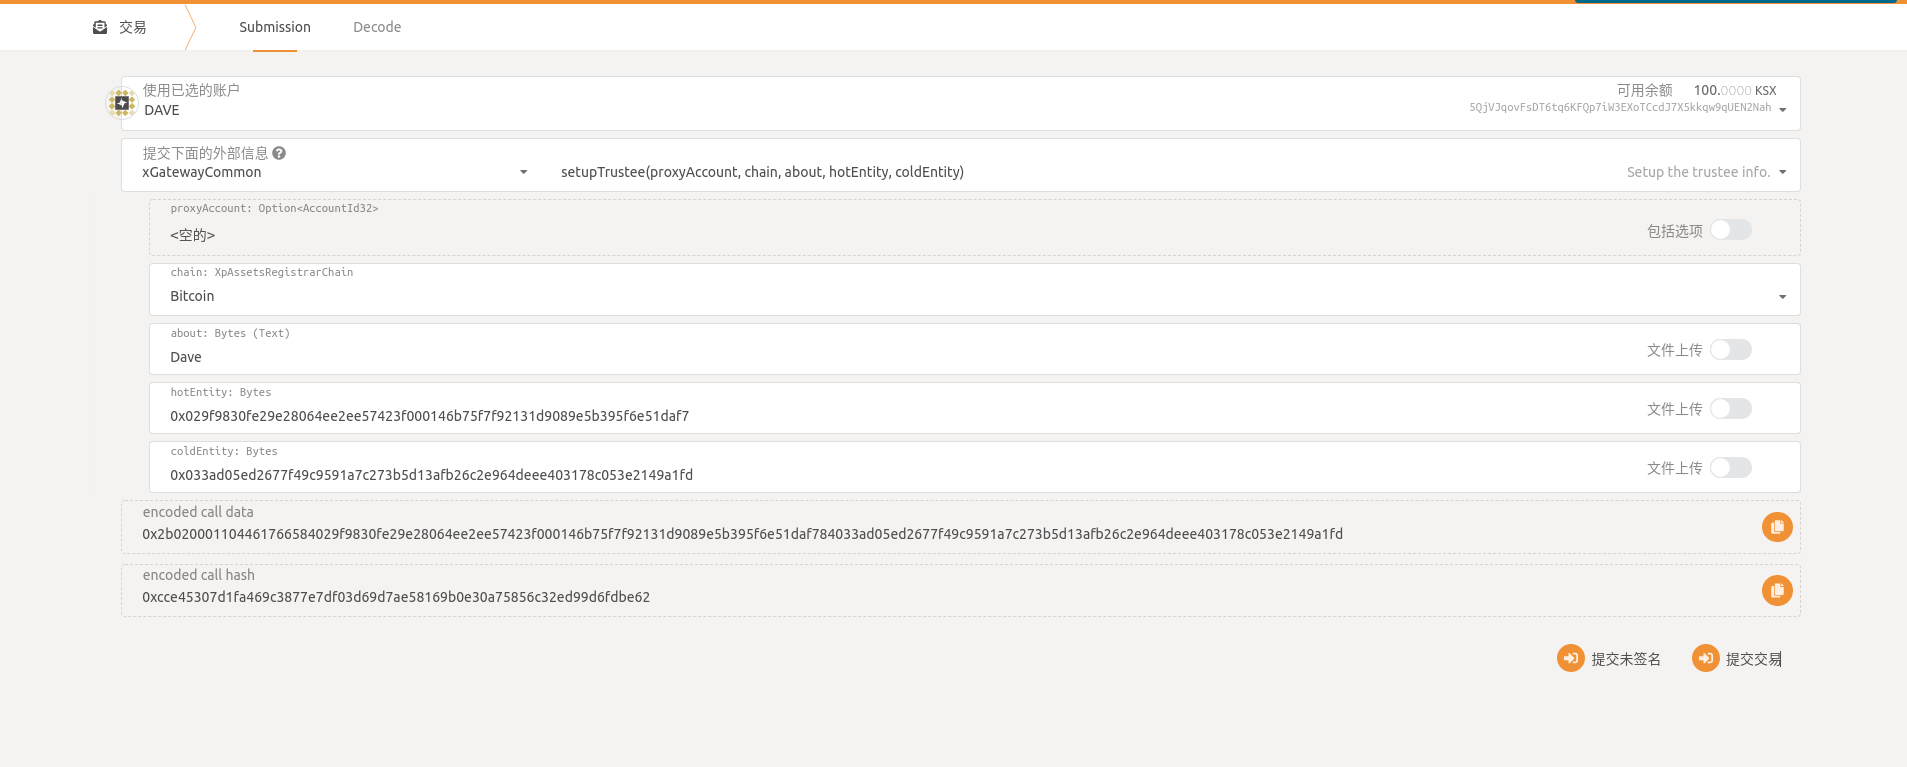 交易
Submission
Decode
使用已选的账户
DAVE
可用余额 100.0000 KSX
5QjVJqovFsDT6tq6KFQp7iW3EXoTCcdJ7X5kkqw9qUEN2Nah
提交下面的外部信息
xGatewayCommon
setupTrustee(proxyAccount, chain, about, hotEntity, coldEntity)
Setup the trustee info.
proxyAccount: Option<AccountId32>
<空的>
包括选项
chain: XpAssetsRegistrarChain
Bitcoin
about: Bytes (Text)
Dave
文件上传
hotEntity: Bytes
0x029f9830fe29e28064ee2ee57423f000146b75f7f92131d9089e5b395f6e51daf7
文件上传
coldEntity: Bytes
0x033ad05ed2677f49c9591a7c273b5d13afb26c2e964deee403178c053e2149a1fd
文件上传
encoded call data
0x2b020001104461766584029f9830fe29e28064ee2ee57423f000146b75f7f92131d9089e5b395f6e51daf784033ad05ed2677f49c9591a7c273b5d13afb26c2e964deee403178c053e2149a1fd
encoded call hash
0xcce45307d1fa469c3877e7df03d69d7ae58169b0e30a75856c32ed99d6fdbe62
提交未签名
提交交易